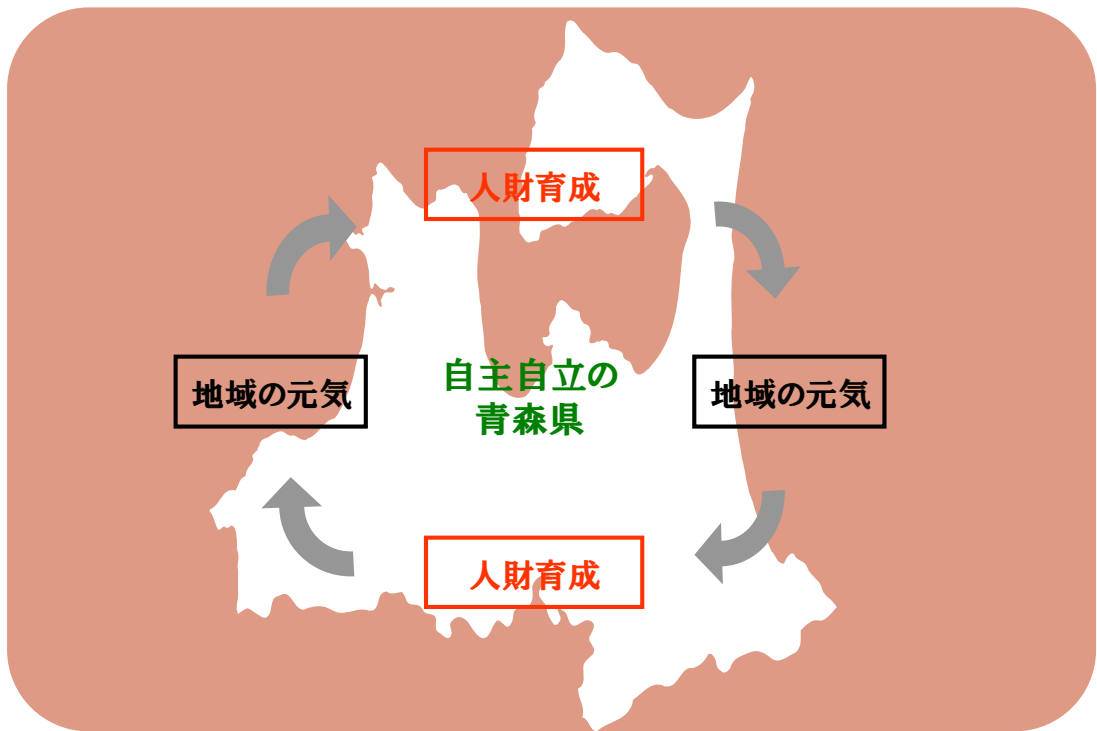 人財育成
地域の元気
自主自立の
青森県
地域の元気
人財育成